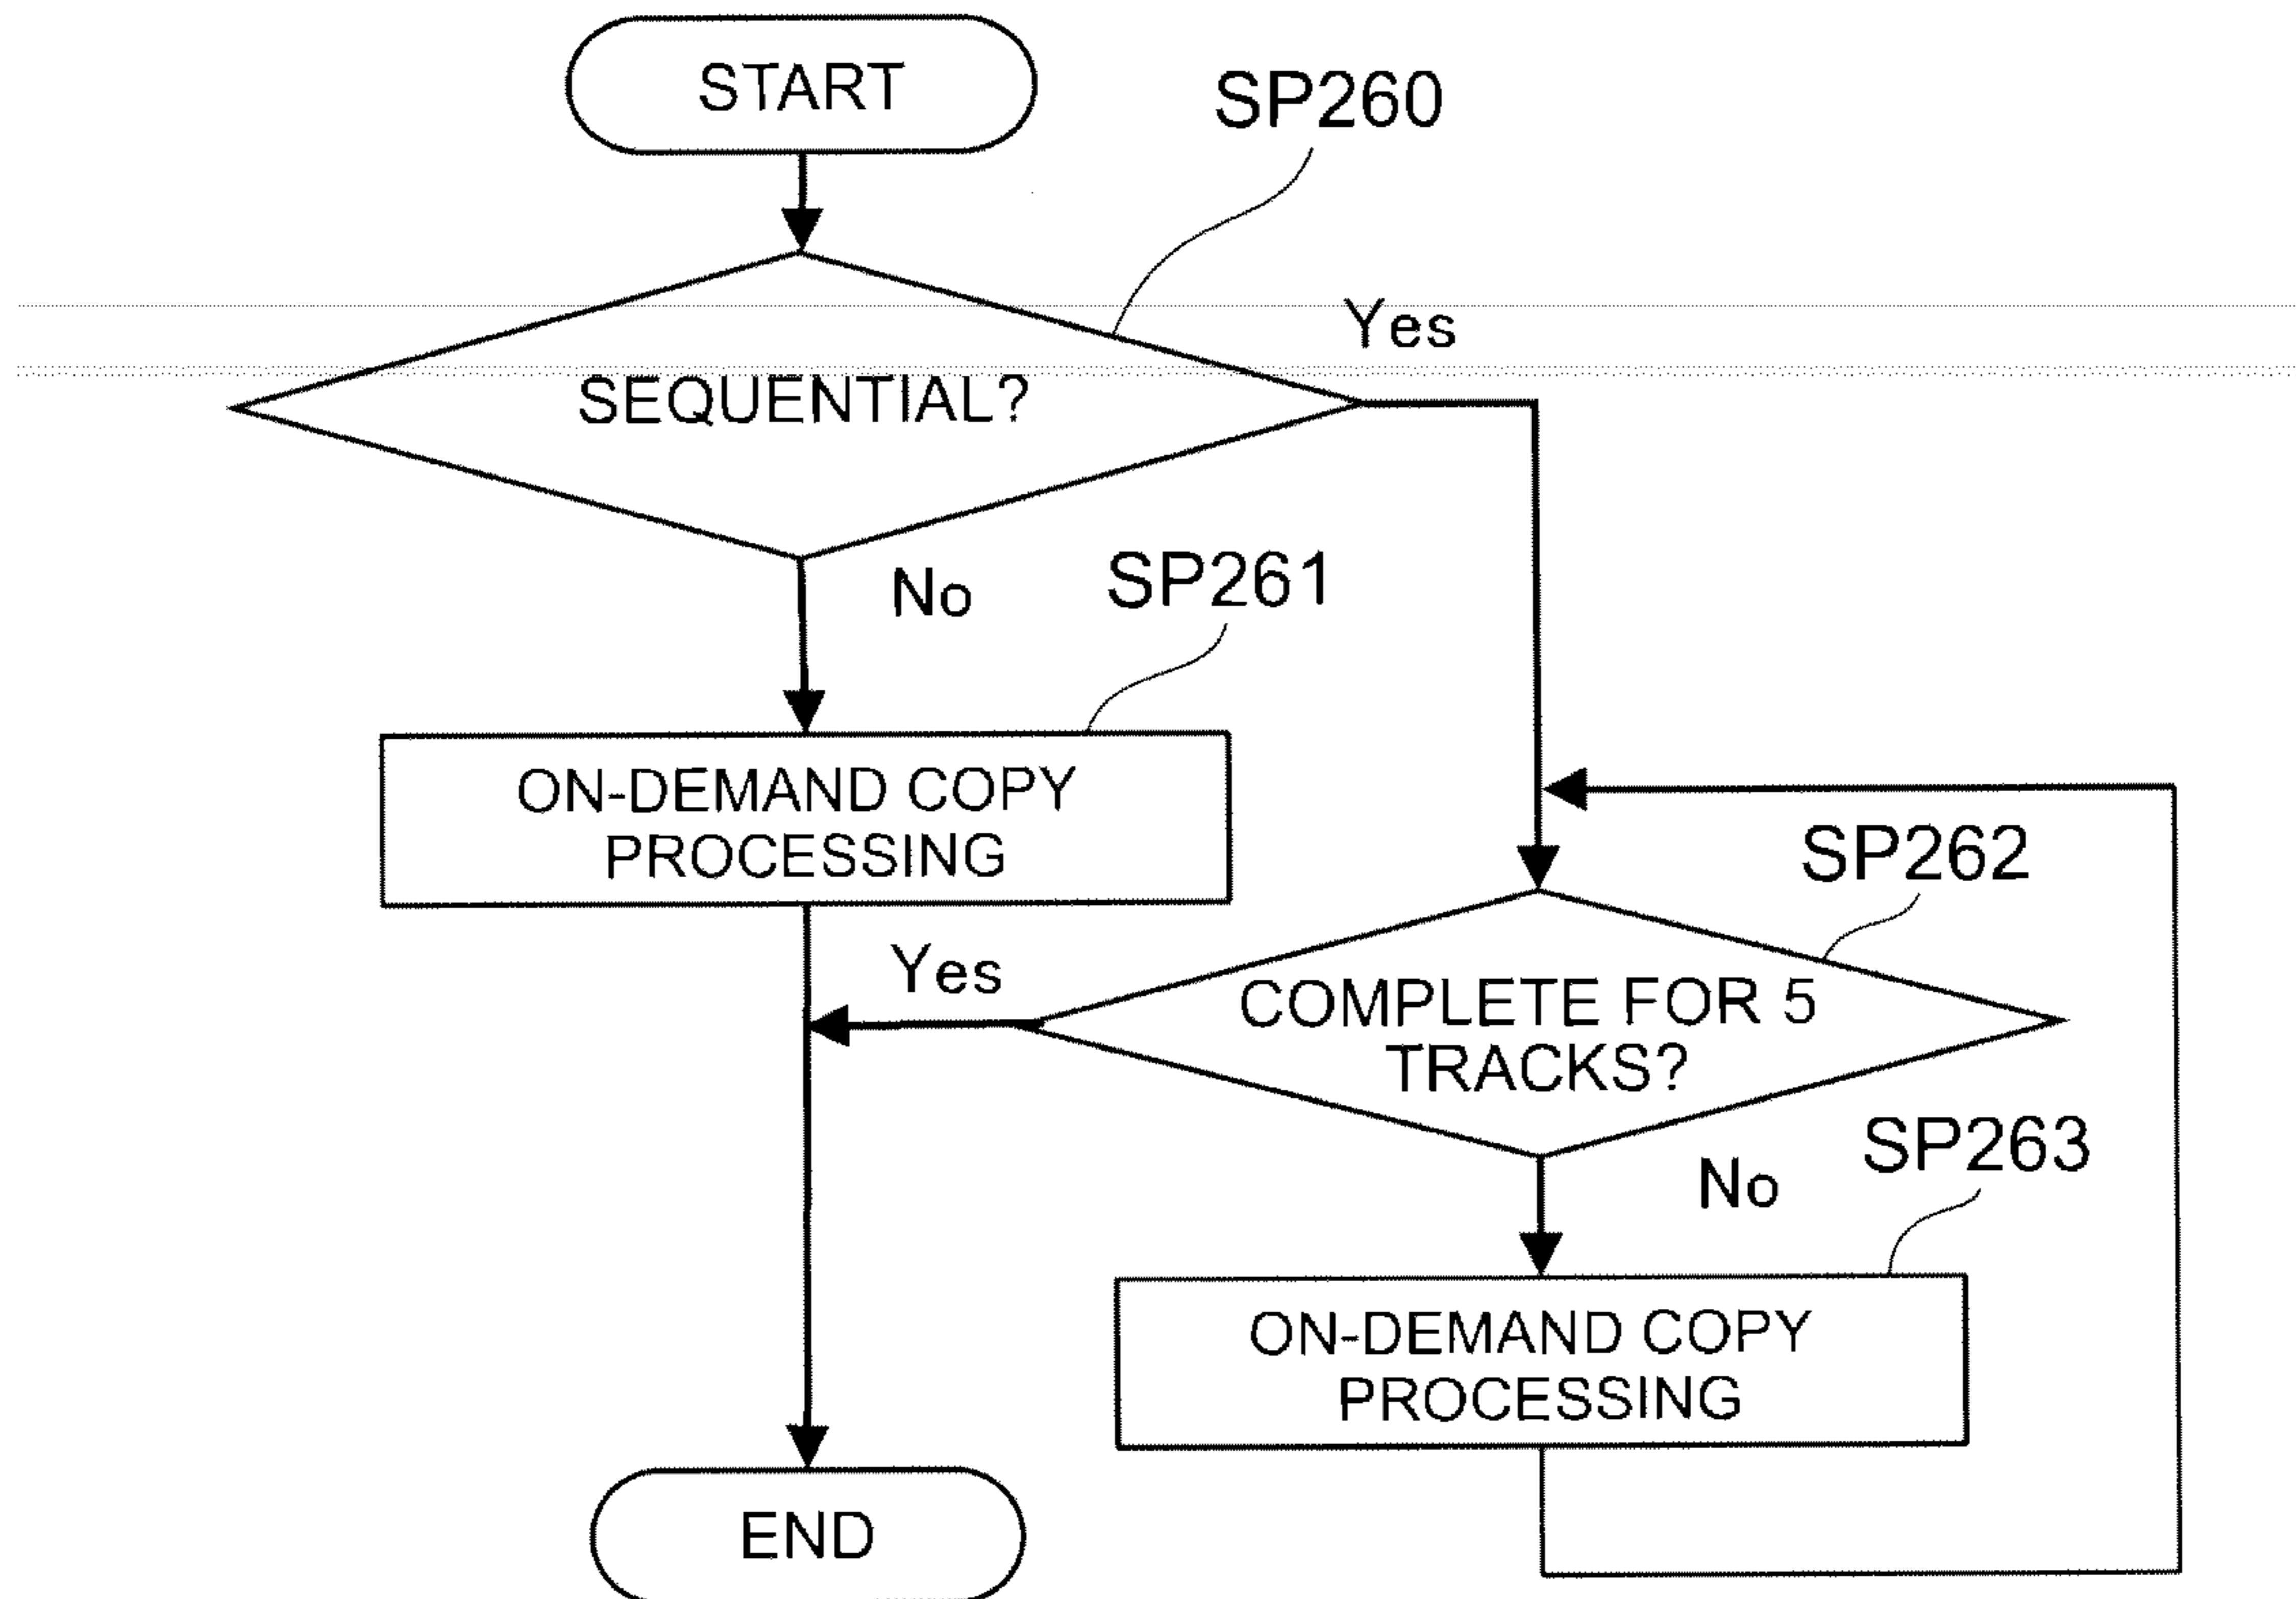 START
SP260
Yes
SEQUENTIAL?
No
SP261
ON-DEMAND COPY
PROCESSING
SP262
Yes
COMPLETE FOR 5
TRACKS?
SP263
No
ON-DEMAND COPY
PROCESSING
END